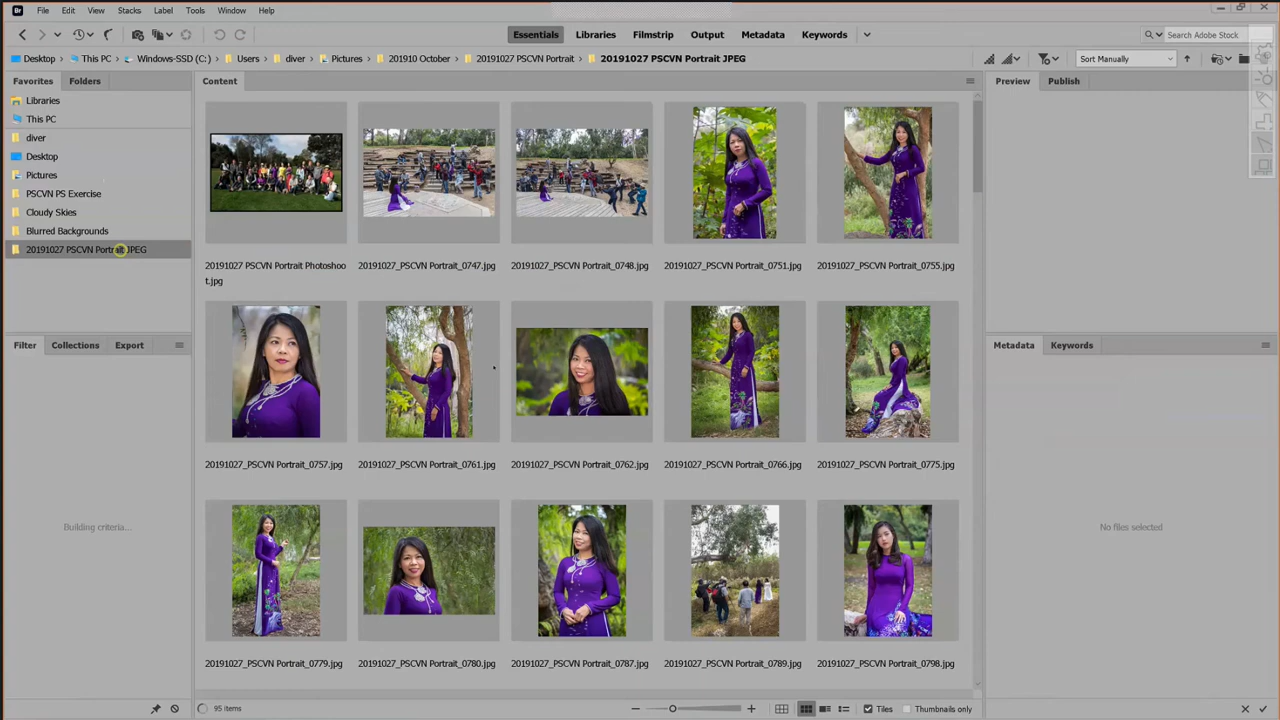 Br File Edit View Stacks Label Tools Window Help
Essentials Libraries Filmstrip Output Metadata Keywords Search Adobe Stock
Desktop This PC Windows-SSD (C:) Users diver Pictures 201910 October 20191027 PSCVN Portrait 20191027 PSCVN Portrait JPEG Sort Manually
Favorites Folders
Libraries
This PC
diver
Desktop
Pictures
PSCVN PS Exercise
Cloudy Skies
Blurred Backgrounds
20191027 PSCVN Portrait JPEG
Filter Collections Export
Building criteria...
Content
20191027 PSCVN Portrait Photoshoo
t.jpg
20191027_PSCVN Portrait_0747.jpg
20191027_PSCVN Portrait_0748.jpg
20191027_PSCVN Portrait_0751.jpg
20191027_PSCVN Portrait_0755.jpg
20191027_PSCVN Portrait_0757.jpg
20191027_PSCVN Portrait_0761.jpg
20191027_PSCVN Portrait_0762.jpg
20191027_PSCVN Portrait_0766.jpg
20191027_PSCVN Portrait_0775.jpg
20191027_PSCVN Portrait_0779.jpg
20191027_PSCVN Portrait_0780.jpg
20191027_PSCVN Portrait_0787.jpg
20191027_PSCVN Portrait_0789.jpg
20191027_PSCVN Portrait_0798.jpg
95 items
Tiles Thumbnails only
Preview Publish
Metadata Keywords
No files selected